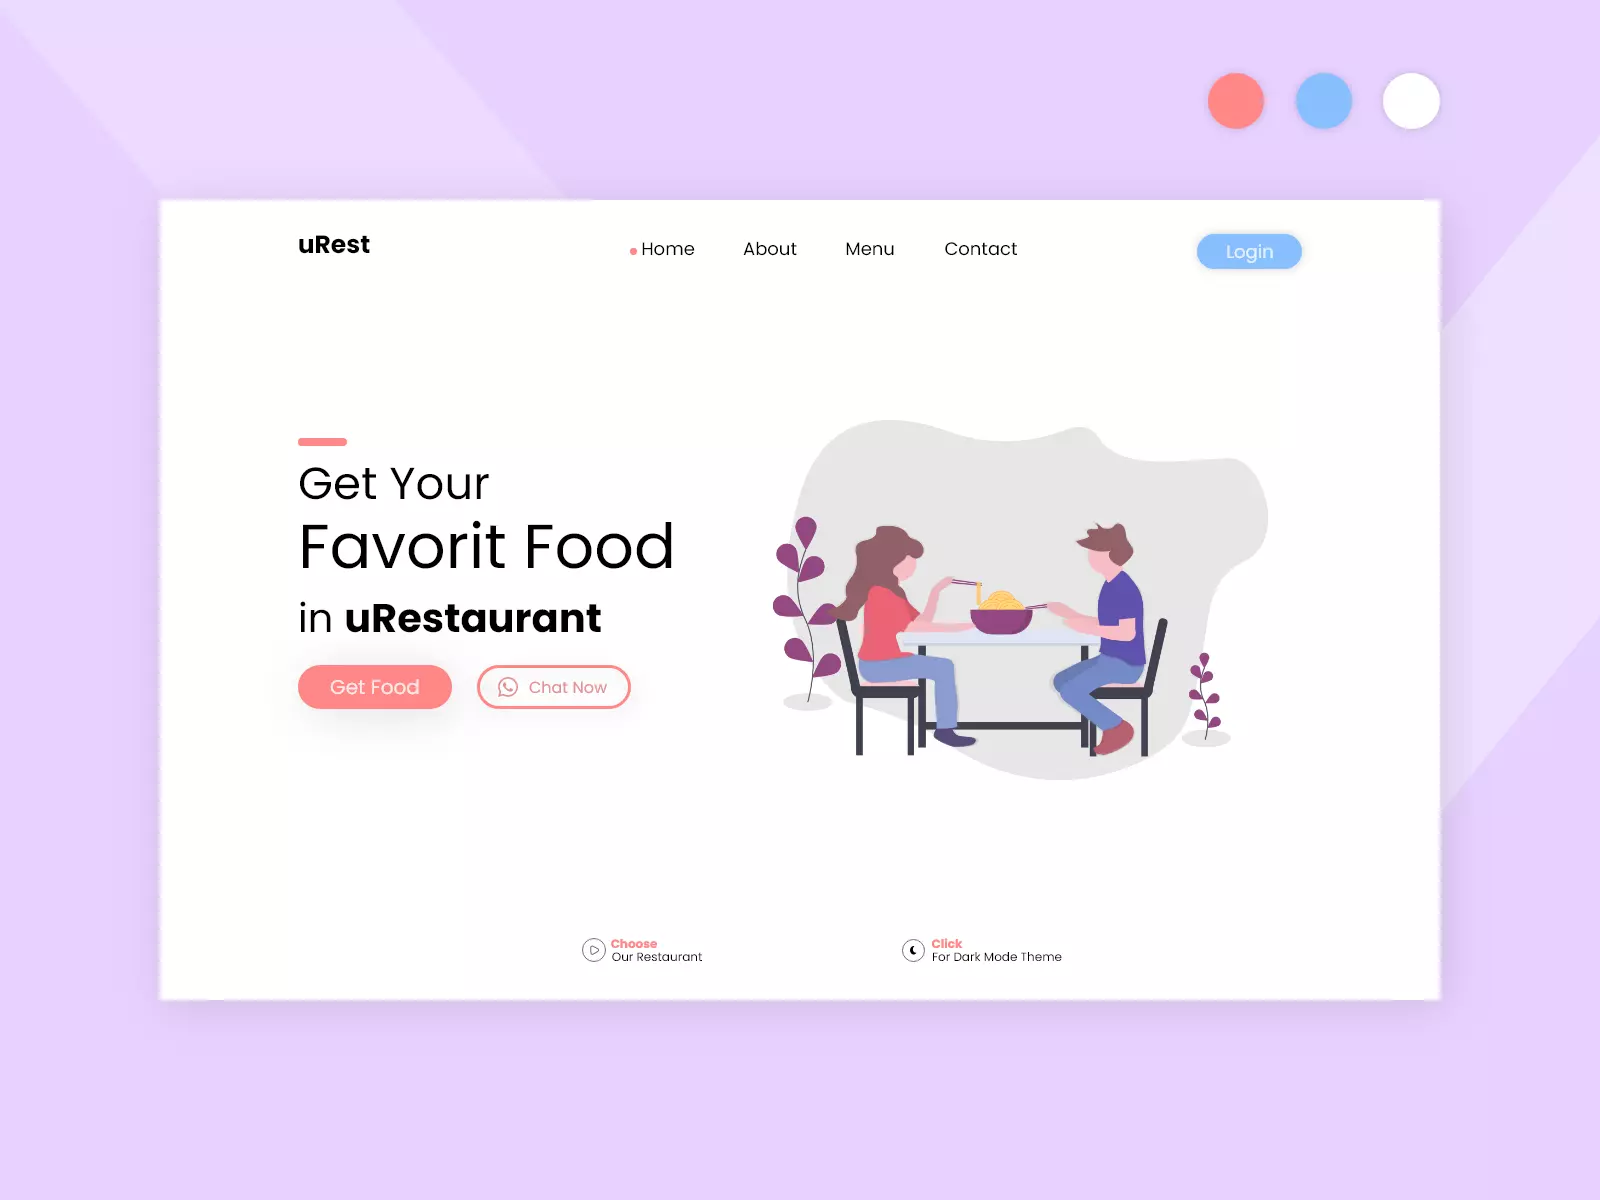 uRest
Home About Menu Contact
Login
Get Your
Favorit Food
in uRestaurant
Get Food
Chat Now
Choose
Our Restaurant
Click
For Dark Mode Theme